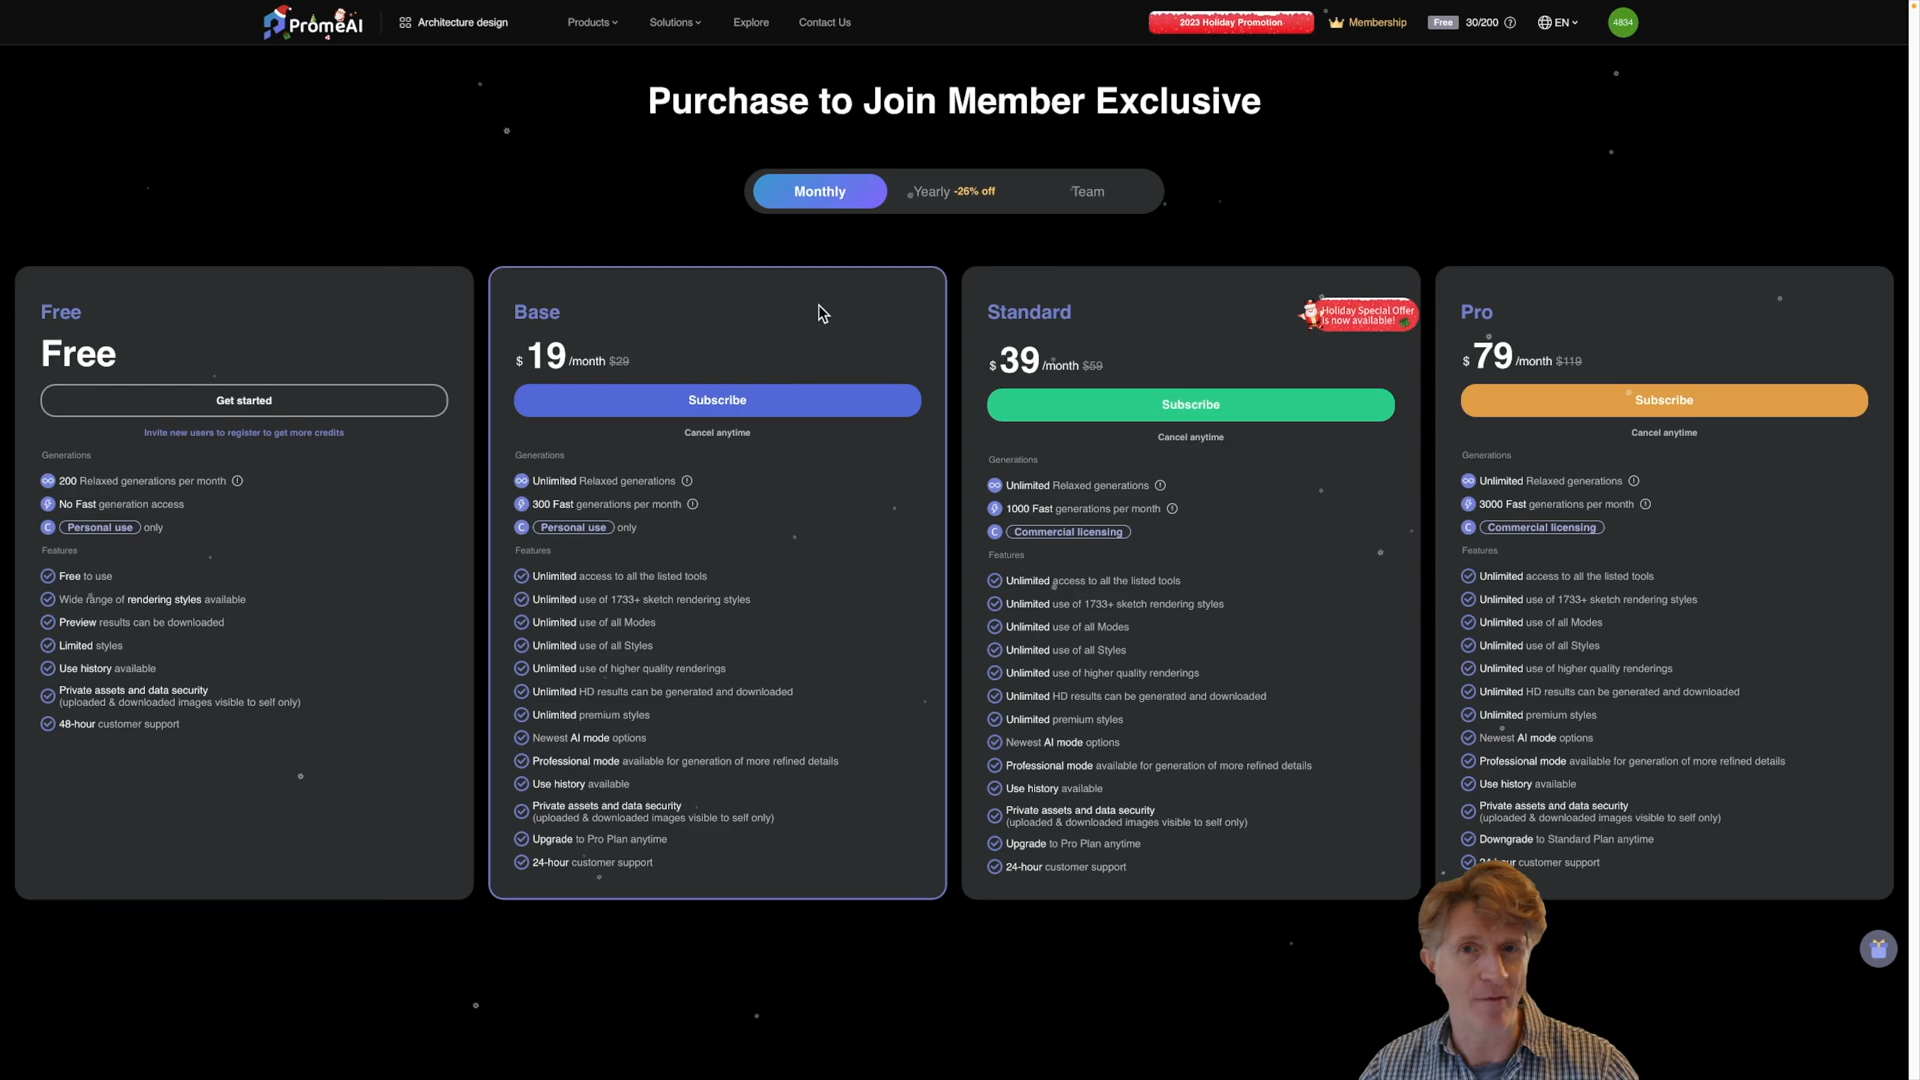 PromeAI
Architecture design
Products
Solutions
Explore
Contact Us
2023 Holiday Promotion
Membership
Free
30/200
EN
4834
Purchase to Join Member Exclusive
Monthly
Yearly -26% off
Team
Free
Free
Get started
Invite new users to register to get more credits
Generations
200 Relaxed generations per month
No Fast generation access
C Personal use only
Features
Free to use
Wide range of rendering styles available
Preview results can be downloaded
Limited styles
Use history available
Private assets and data security
(uploaded & downloaded images visible to self only)
48-hour customer support
Base
$ 19 /month $29
Subscribe
Cancel anytime
Generations
Unlimited Relaxed generations
300 Fast generations per month
C Personal use only
Features
Unlimited access to all the listed tools
Unlimited use of 1733+ sketch rendering styles
Unlimited use of all Modes
Unlimited use of all Styles
Unlimited use of higher quality renderings
Unlimited HD results can be generated and downloaded
Unlimited premium styles
Newest AI mode options
Professional mode available for generation of more refined details
Use history available
Private assets and data security
(uploaded & downloaded images visible to self only)
Upgrade to Pro Plan anytime
24-hour customer support
Standard
Holiday Special Offer
is now available!
$ 39 /month $59
Subscribe
Cancel anytime
Generations
Unlimited Relaxed generations
1000 Fast generations per month
C Commercial licensing
Features
Unlimited access to all the listed tools
Unlimited use of 1733+ sketch rendering styles
Unlimited use of all Modes
Unlimited use of all Styles
Unlimited use of higher quality renderings
Unlimited HD results can be generated and downloaded
Unlimited premium styles
Newest AI mode options
Professional mode available for generation of more refined details
Use history available
Private assets and data security
(uploaded & downloaded images visible to self only)
Upgrade to Pro Plan anytime
24-hour customer support
Pro
$ 79 /month $119
Subscribe
Cancel anytime
Generations
Unlimited Relaxed generations
3000 Fast generations per month
C Commercial licensing
Features
Unlimited access to all the listed tools
Unlimited use of 1733+ sketch rendering styles
Unlimited use of all Modes
Unlimited use of all Styles
Unlimited use of higher quality renderings
Unlimited HD results can be generated and downloaded
Unlimited premium styles
Newest AI mode options
Professional mode available for generation of more refined details
Use history available
Private assets and data security
(uploaded & downloaded images visible to self only)
Downgrade to Standard Plan anytime
customer support